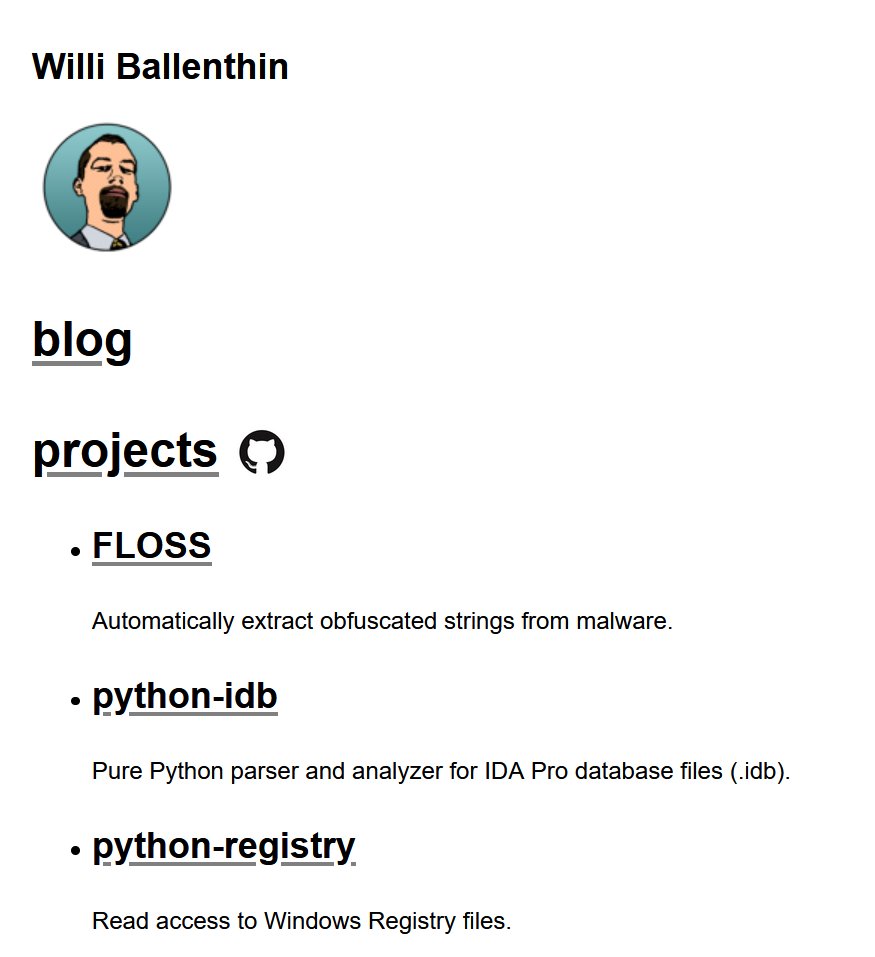 Willi Ballenthin
blog
projects
FLOSS
Automatically extract obfuscated strings from malware.
python-idb
Pure Python parser and analyzer for IDA Pro database files (.idb).
python-registry
Read access to Windows Registry files.